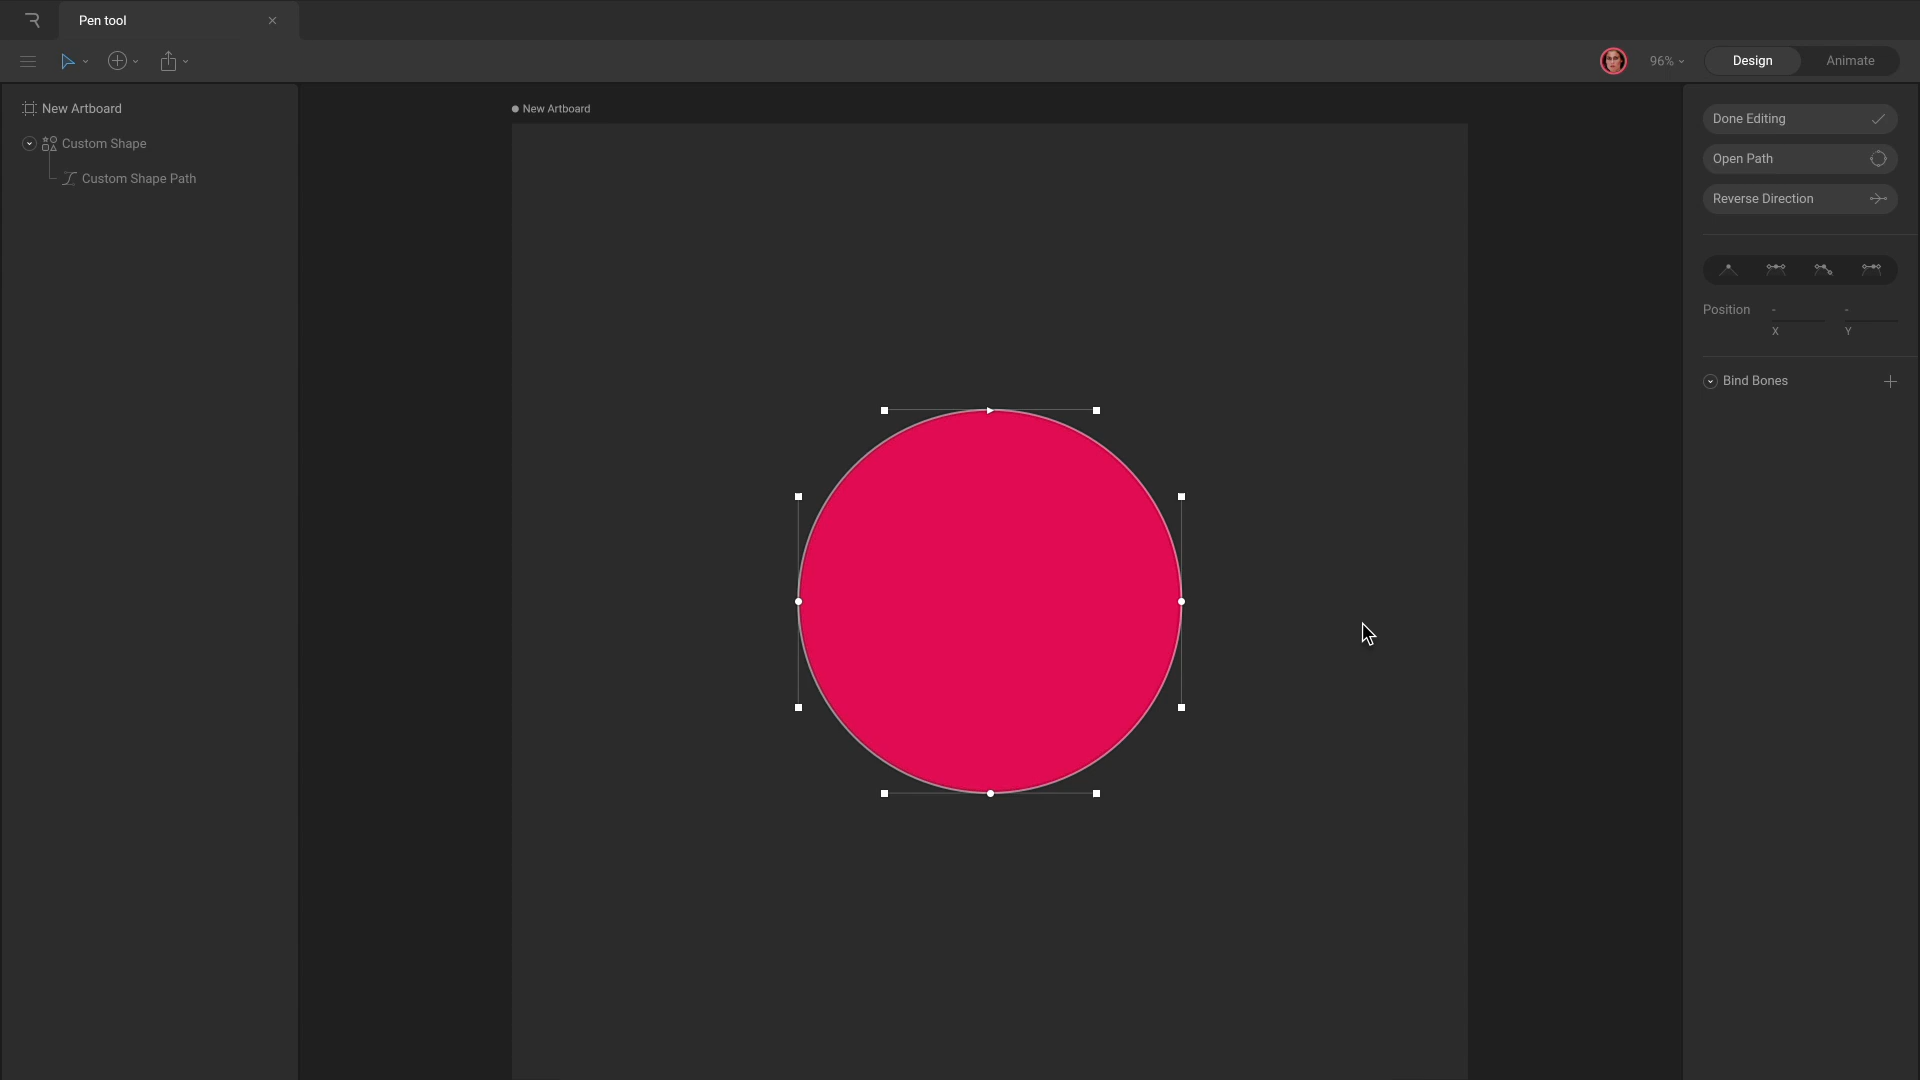 Pen tool
96%
Design
Animate
New Artboard
Custom Shape
Custom Shape Path
New Artboard
Done Editing
Open Path
Reverse Direction
Position - -
X Y
Bind Bones